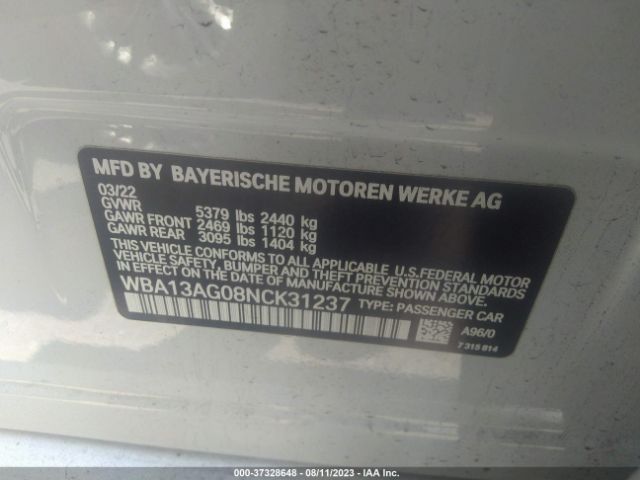 MFD BY BAYERISCHE MOTOREN WERKE AG
03/22
GVWR 5379 lbs 2440 kg
GAWR FRONT 2469 lbs 1120 kg
GAWR REAR 3095 lbs 1404 kg
THIS VEHICLE CONFORMS TO ALL APPLICABLE U.S.FEDERAL MOTOR
VEHICLE SAFETY, BUMPER AND THEFT PREVENTION STANDARDS
IN EFFECT ON THE DATE OF MANUFACTURE SHOWN ABOVE.
WBA13AG08NCK31237 TYPE: PASSENGER CAR
A96/0
7 315 814
000-37328648 - 08/11/2023 - IAA Inc.